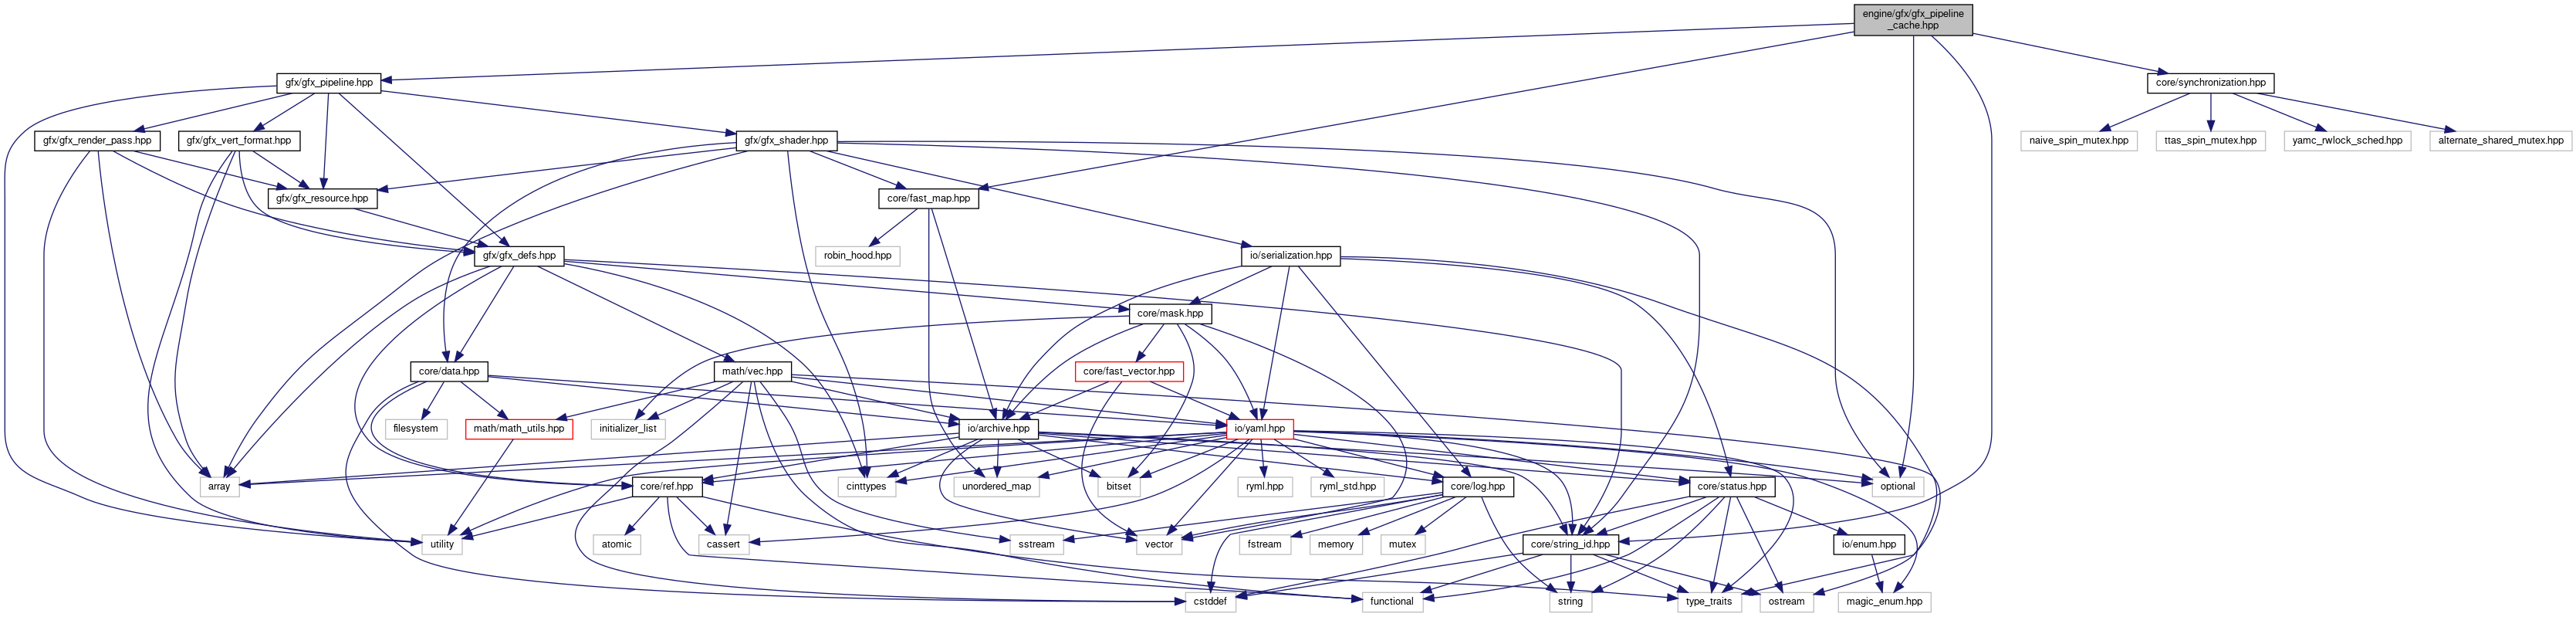 engine/gfx/gfx_pipeline
_cache.hpp
gfx/gfx_pipeline.hpp
core/synchronization.hpp
gfx/gfx_render_pass.hpp
gfx/gfx_vert_format.hpp
gfx/gfx_shader.hpp
naive_spin_mutex.hpp
ttas_spin_mutex.hpp
yamc_rwlock_sched.hpp
alternate_shared_mutex.hpp
gfx/gfx_resource.hpp
core/fast_map.hpp
gfx/gfx_defs.hpp
robin_hood.hpp
io/serialization.hpp
core/mask.hpp
core/data.hpp
math/vec.hpp
core/fast_vector.hpp
filesystem
math/math_utils.hpp
initializer_list
io/archive.hpp
io/yaml.hpp
array
core/ref.hpp
cinttypes
unordered_map
bitset
ryml.hpp
ryml_std.hpp
core/log.hpp
core/status.hpp
optional
utility
atomic
cassert
sstream
vector
fstream
memory
mutex
core/string_id.hpp
io/enum.hpp
cstddef
functional
string
type_traits
ostream
magic_enum.hpp